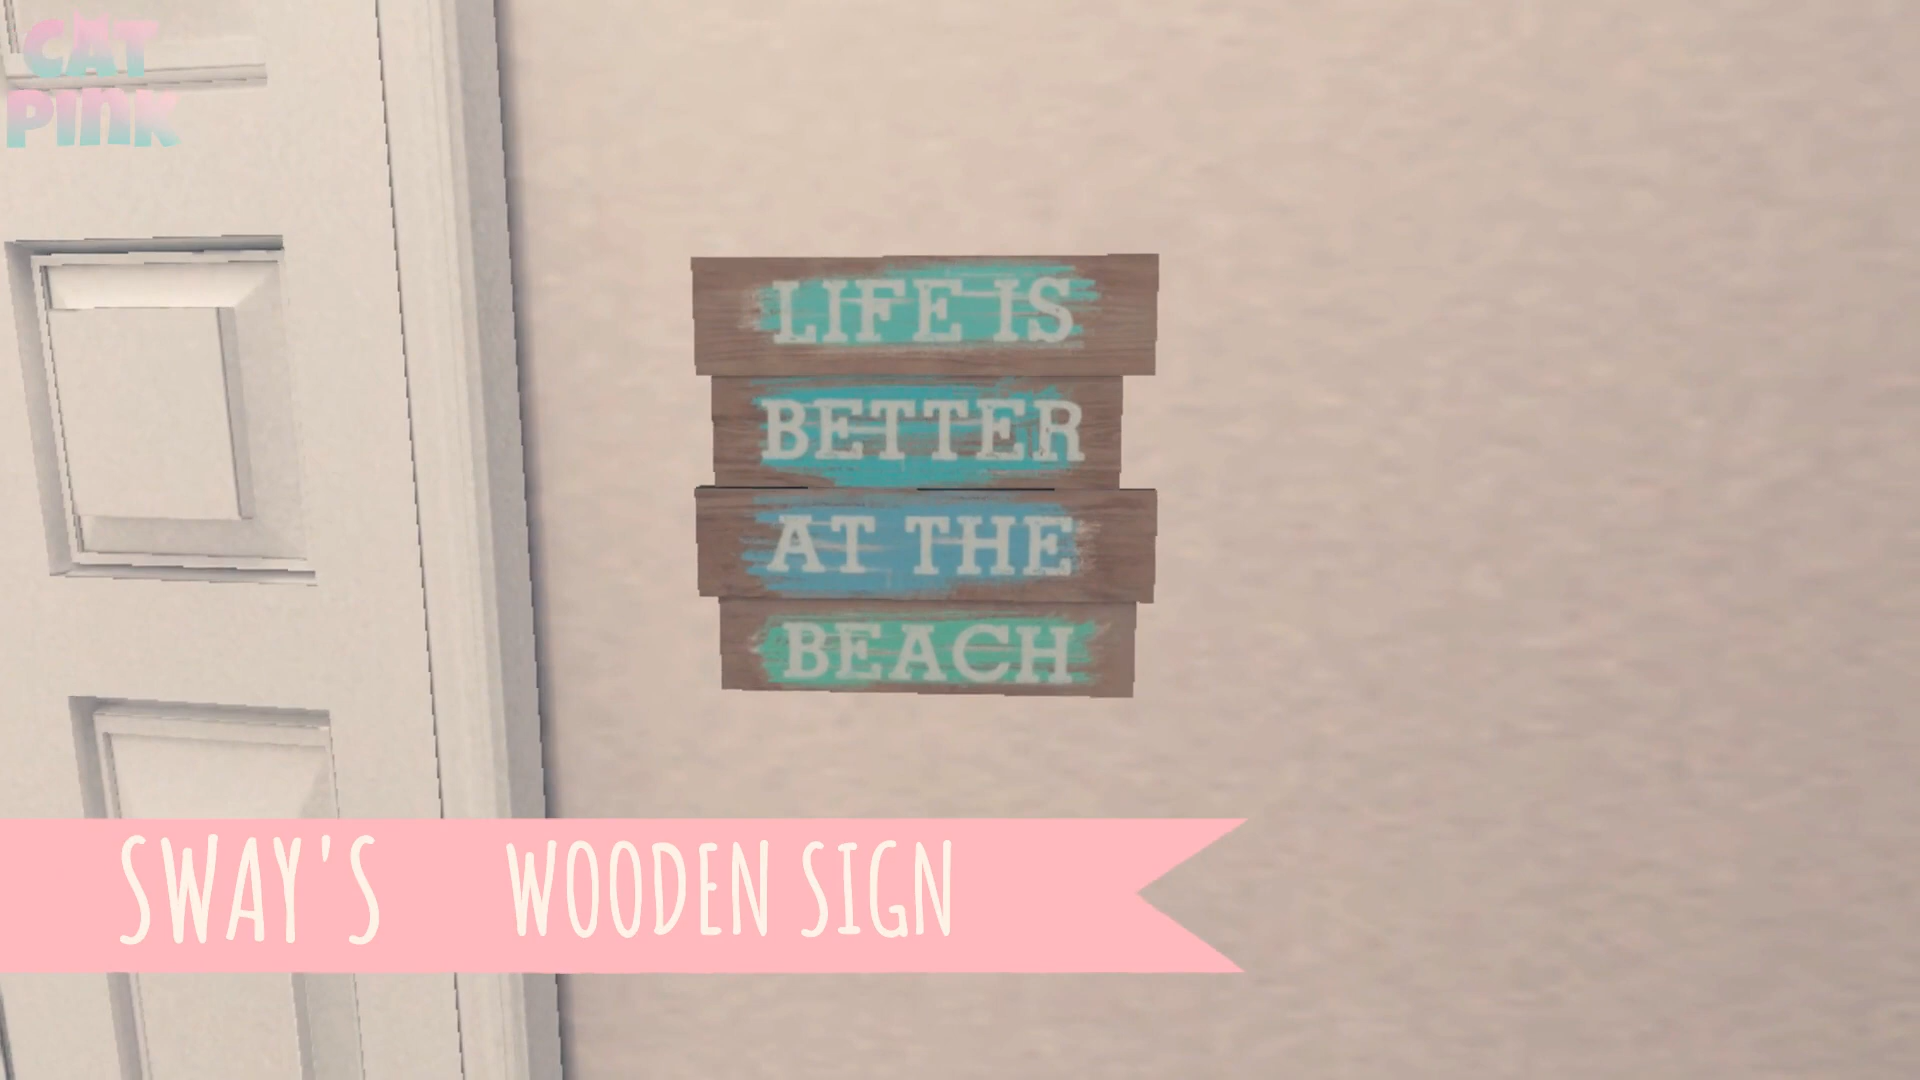 CAT
PINK
LIFE IS
BETTER
AT THE
BEACH
SWAY'S WOODEN SIGN